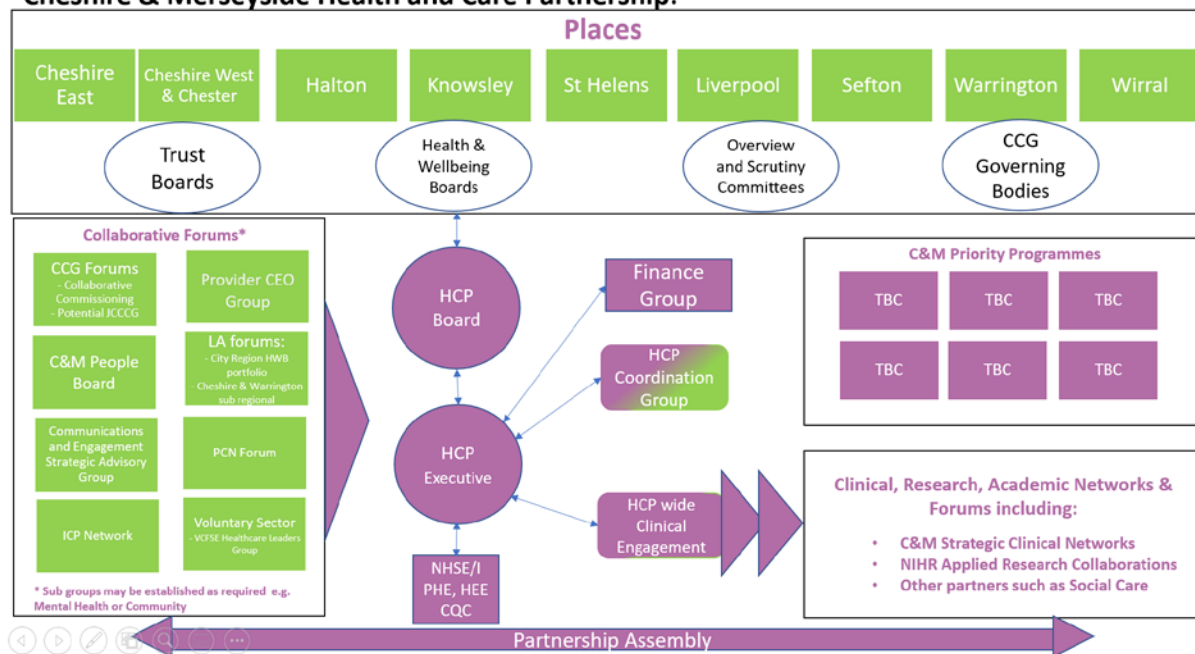 Cheshire & Merseyside Health and Care Partnership.
Places
Cheshire
East
Cheshire West
& Chester
Halton
Knowsley
St Helens
Liverpool
Sefton
Warrington
Wirral
Trust
Boards
Health &
Wellbeing
Boards
Overview
and Scrutiny
Committees
CCG
Governing
Bodies
Collaborative Forums*
CCG Forums
- Collaborative
Commissioning
- Potential JCCCG
Provider CEO
Group
C&M People
Board
LA forums:
- City Region HWB
portfolio
- Cheshire & Warrington
sub regional
Communications
and Engagement
Strategic Advisory
Group
PCN Forum
ICP Network
Voluntary Sector
- VCFSE Healthcare Leaders
Group
* Sub groups may be established as required e.g.
Mental Health or Community
HCP
Board
HCP
Executive
NHSE/I
PHE, HEE
CQC
Finance
Group
HCP
Coordination
Group
HCP wide
Clinical
Engagement
C&M Priority Programmes
TBC
TBC
TBC
TBC
TBC
TBC
Clinical, Research, Academic Networks &
Forums including:
• C&M Strategic Clinical Networks
• NIHR Applied Research Collaborations
• Other partners such as Social Care
Partnership Assembly